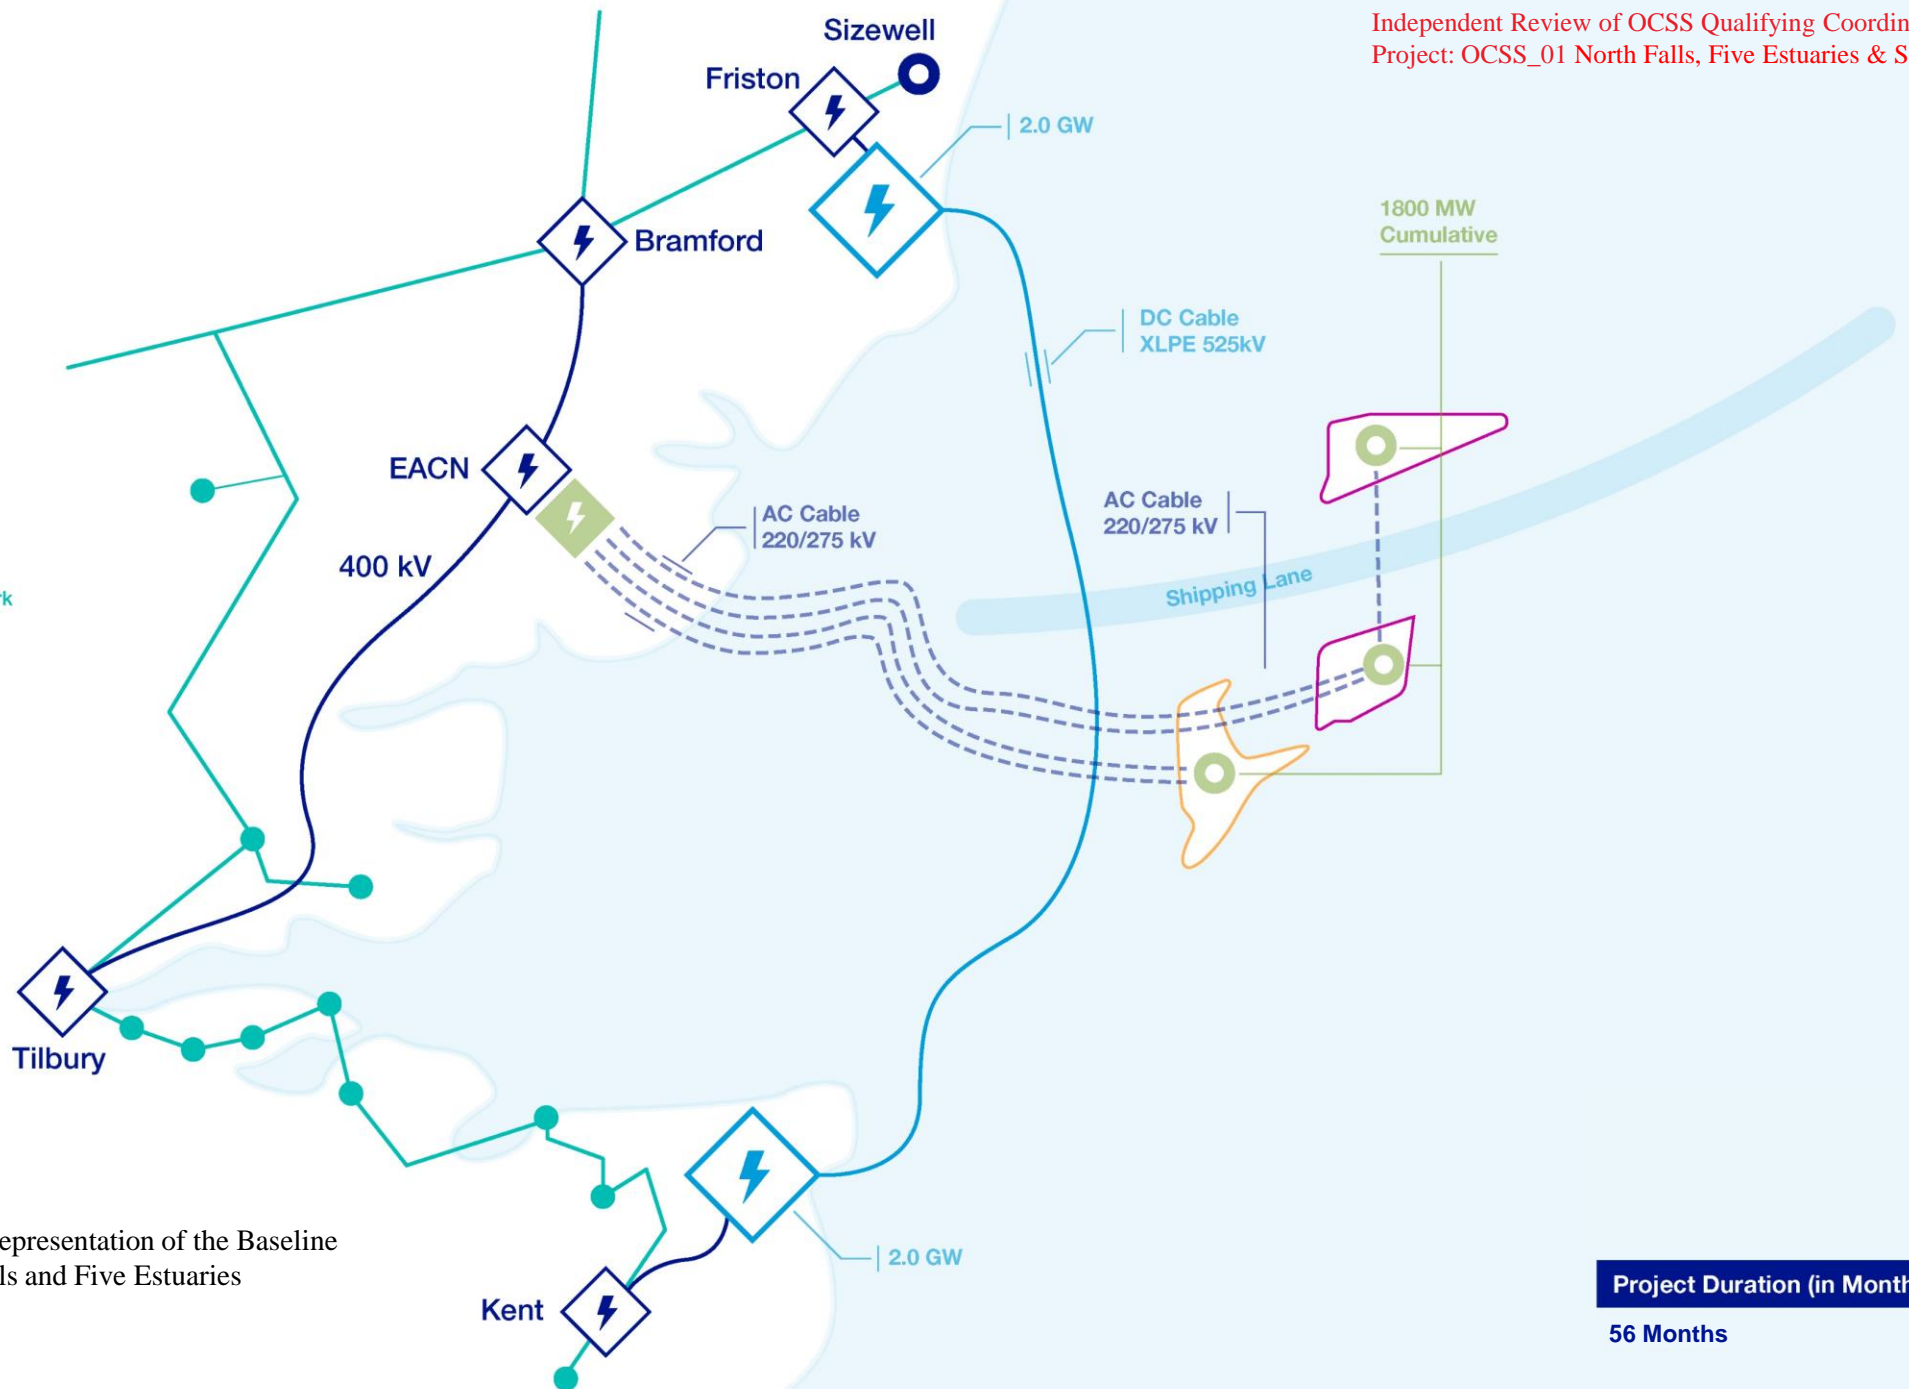 Independent Review of OCSS Qualifying Coordin
Project: OCSS_01 North Falls, Five Estuaries & S
Sizewell
Friston
2.0 GW
1800 MW
Cumulative
Bramford
DC Cable
XLPE 525kV
EACN
AC Cable
220/275 kV
AC Cable
220/275 kV
400 kV
Shipping Lane
rk
Tilbury
epresentation of the Baseline
ls and Five Estuaries
2.0 GW
Kent
Project Duration (in Month
56 Months